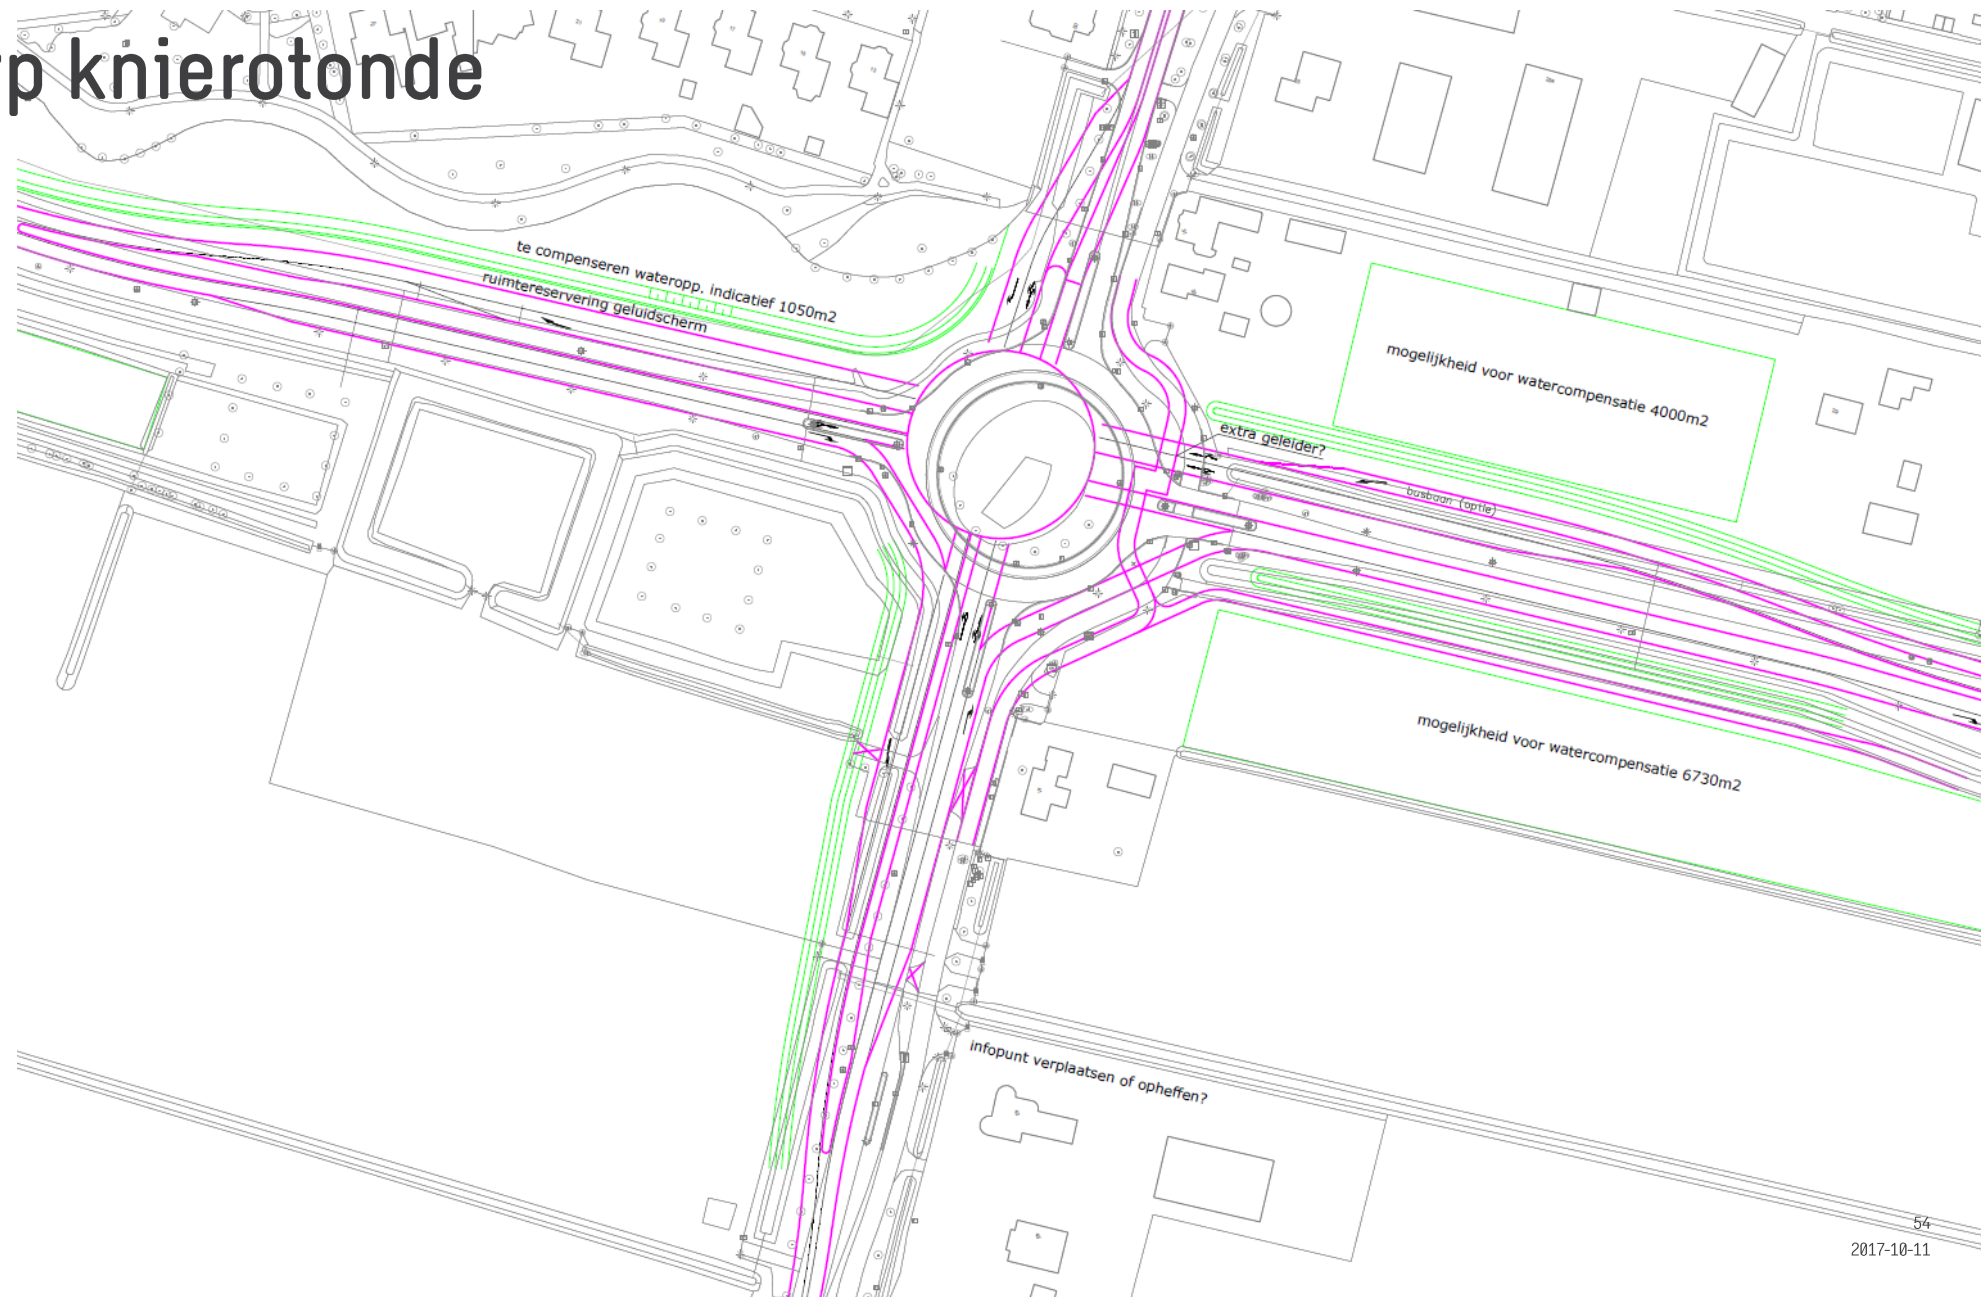 rp knierotonde
te compenseren wateropp. indicatief 1050m2
ruimtereservering geluidscherm
mogelijkheid voor watercompensatie 4000m2
extra geleider?
busbaan (optie)
mogelijkheid voor watercompensatie 6730m2
infopunt verplaatsen of opheffen?
54
2017-10-11